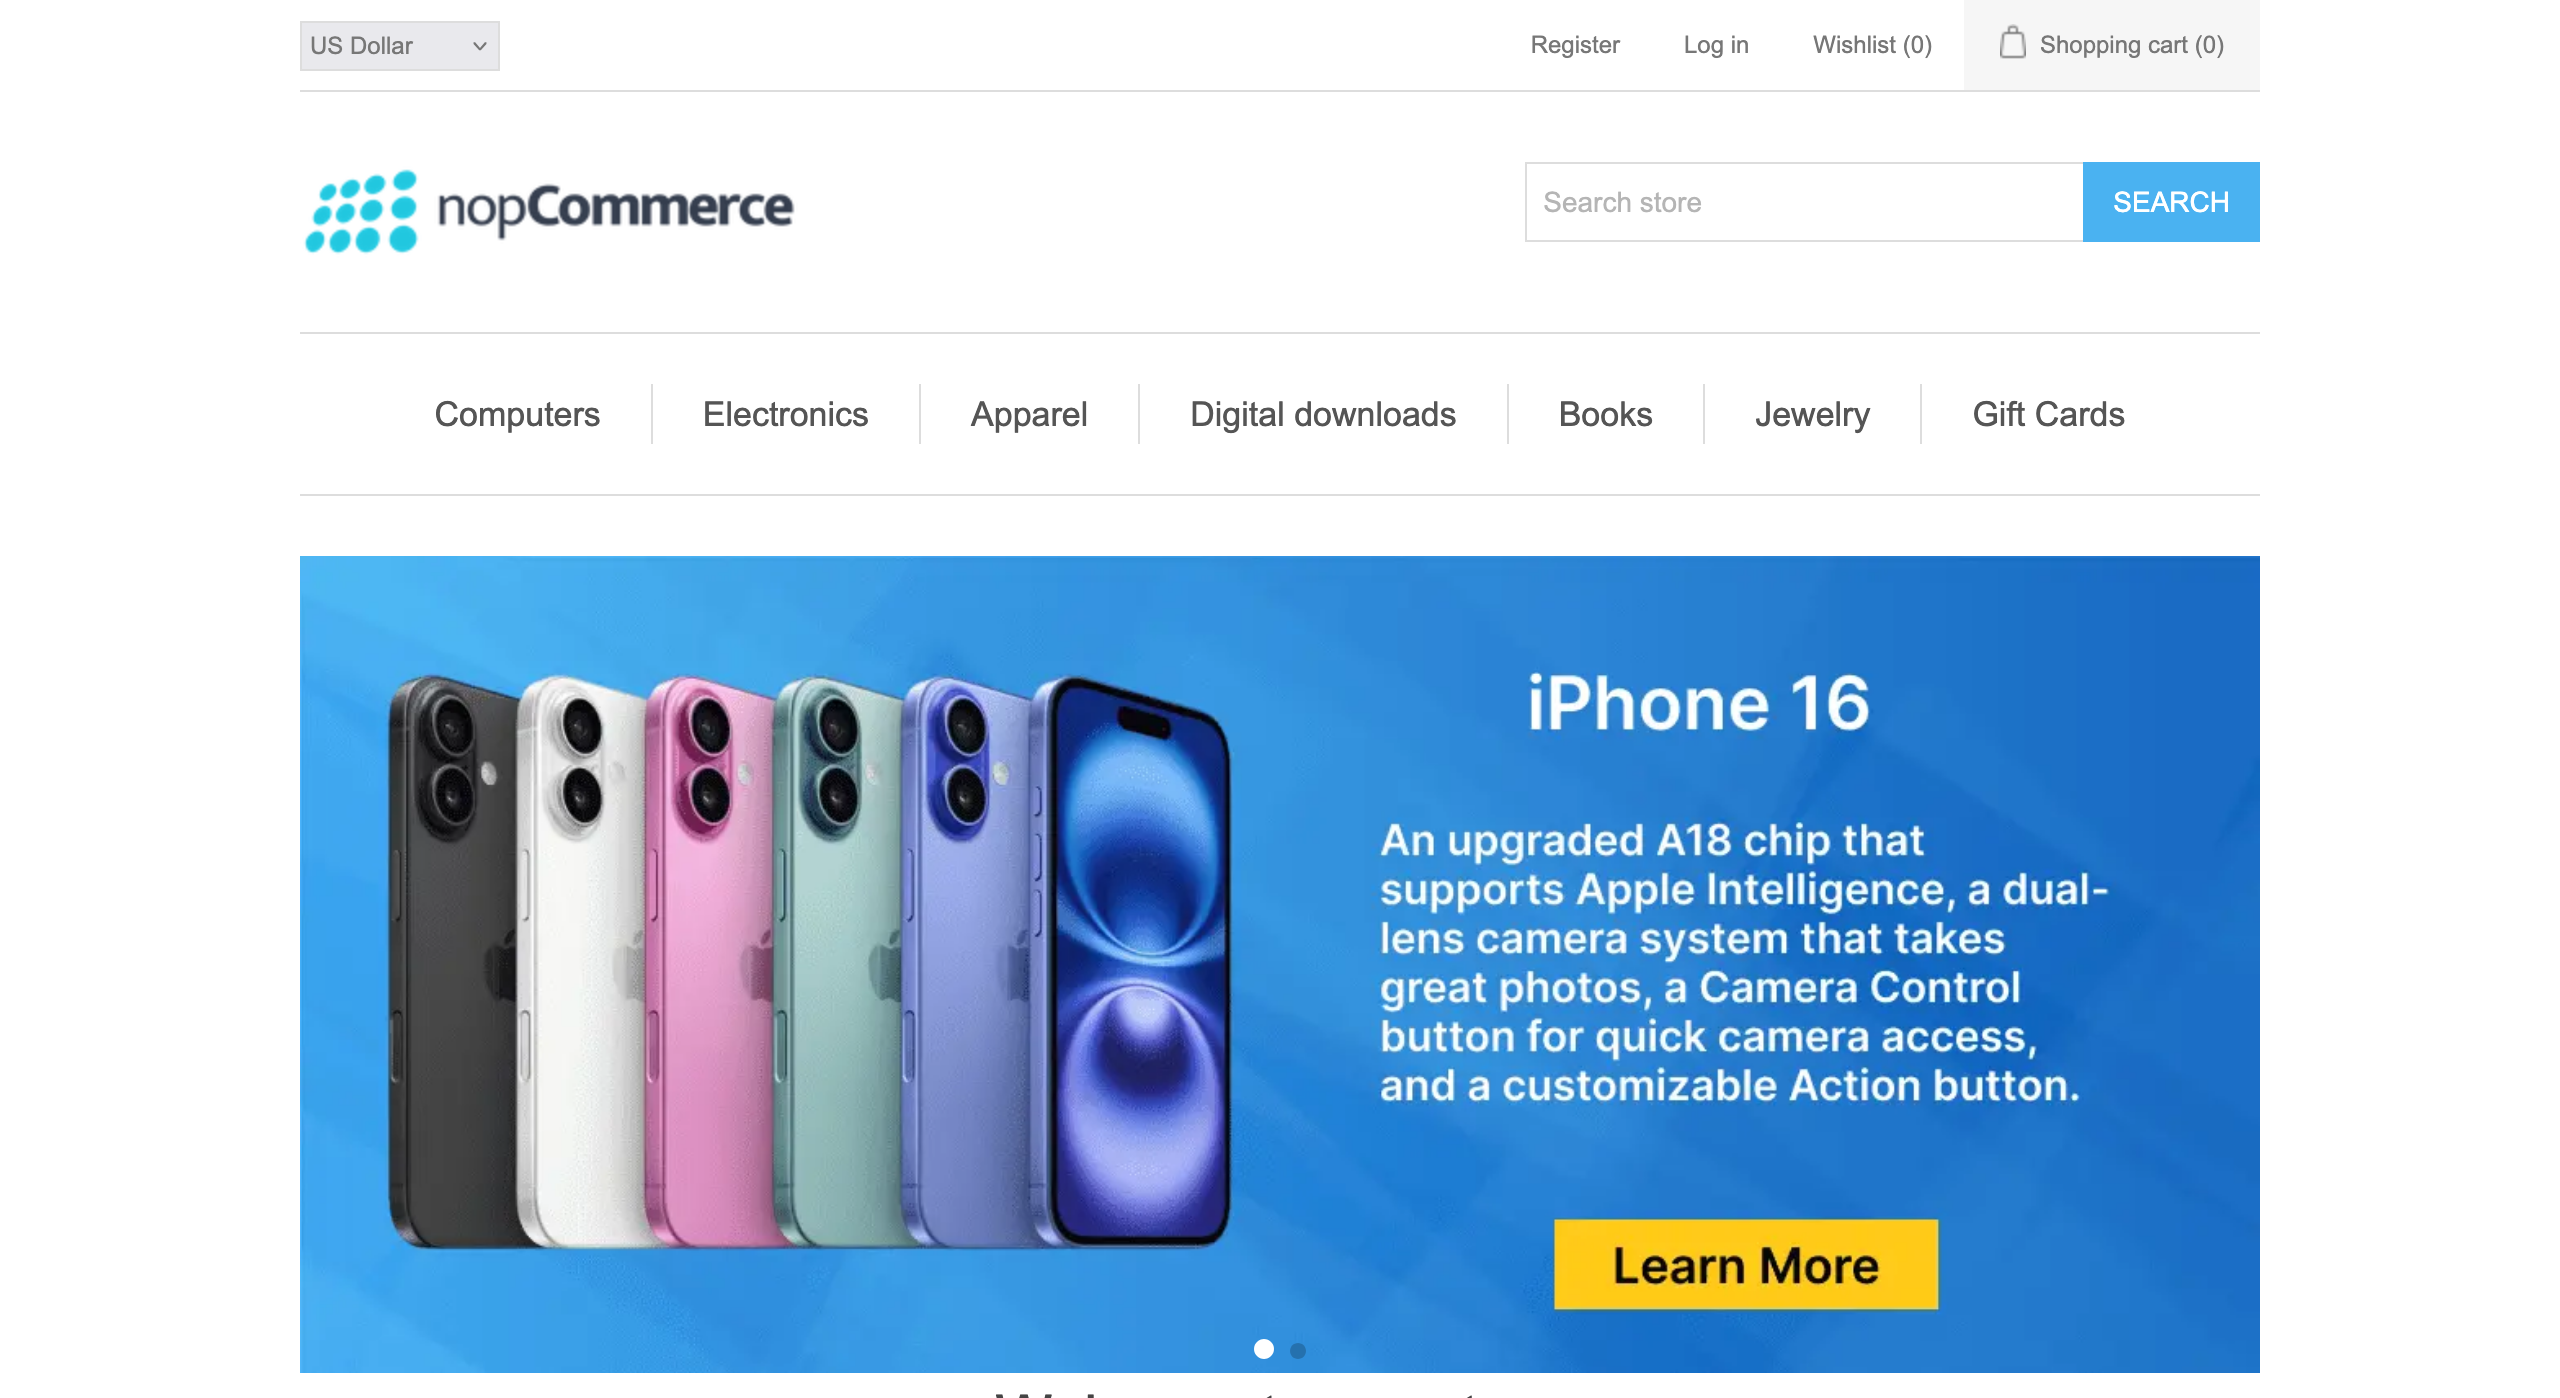 US Dollar
Register
Log in
Wishlist (0)
Shopping cart (0)
nopCommerce
Search store
SEARCH
Computers
Electronics
Apparel
Digital downloads
Books
Jewelry
Gift Cards
iPhone 16
An upgraded A18 chip that
supports Apple Intelligence, a dual-
lens camera system that takes
great photos, a Camera Control
button for quick camera access,
and a customizable Action button.
Learn More